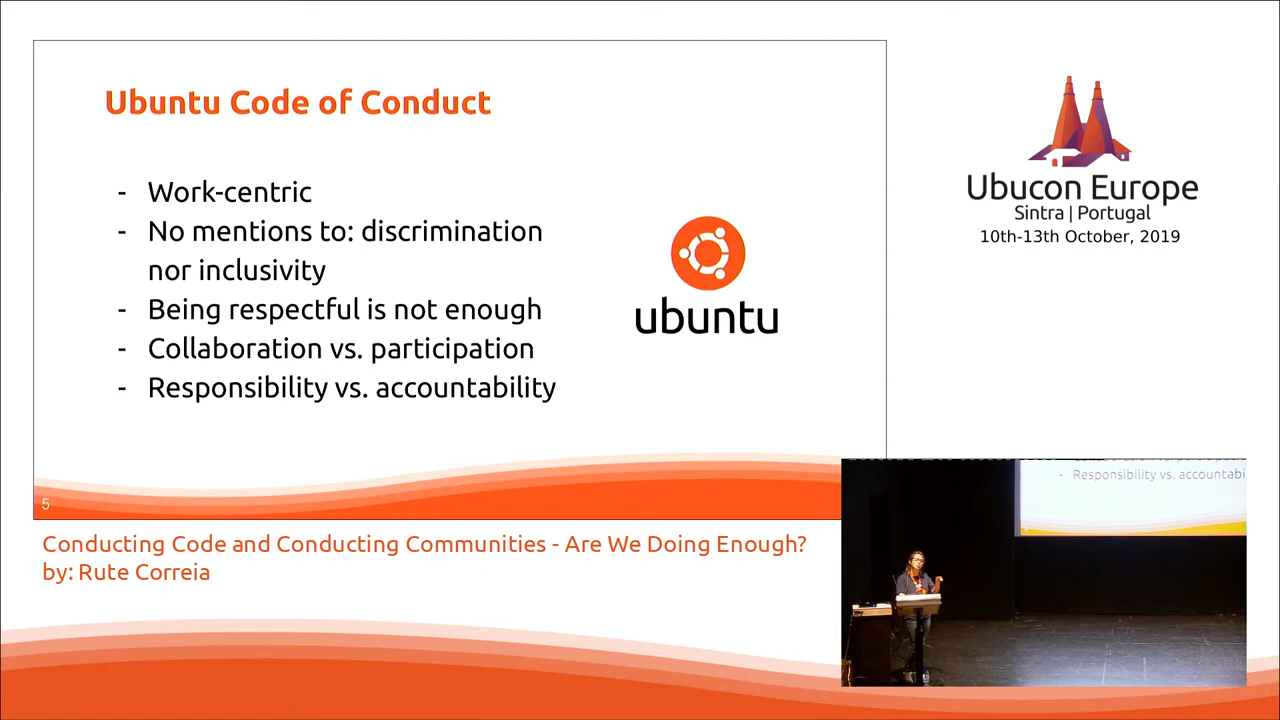 Ubuntu Code of Conduct
- Work-centric
- No mentions to: discrimination
nor inclusivity
- Being respectful is not enough
- Collaboration vs. participation
- Responsibility vs. accountability
ubuntu
5
Ubucon Europe
Sintra | Portugal
10th-13th October, 2019
Conducting Code and Conducting Communities - Are We Doing Enough?
by: Rute Correia
- Responsibility vs. accountabi